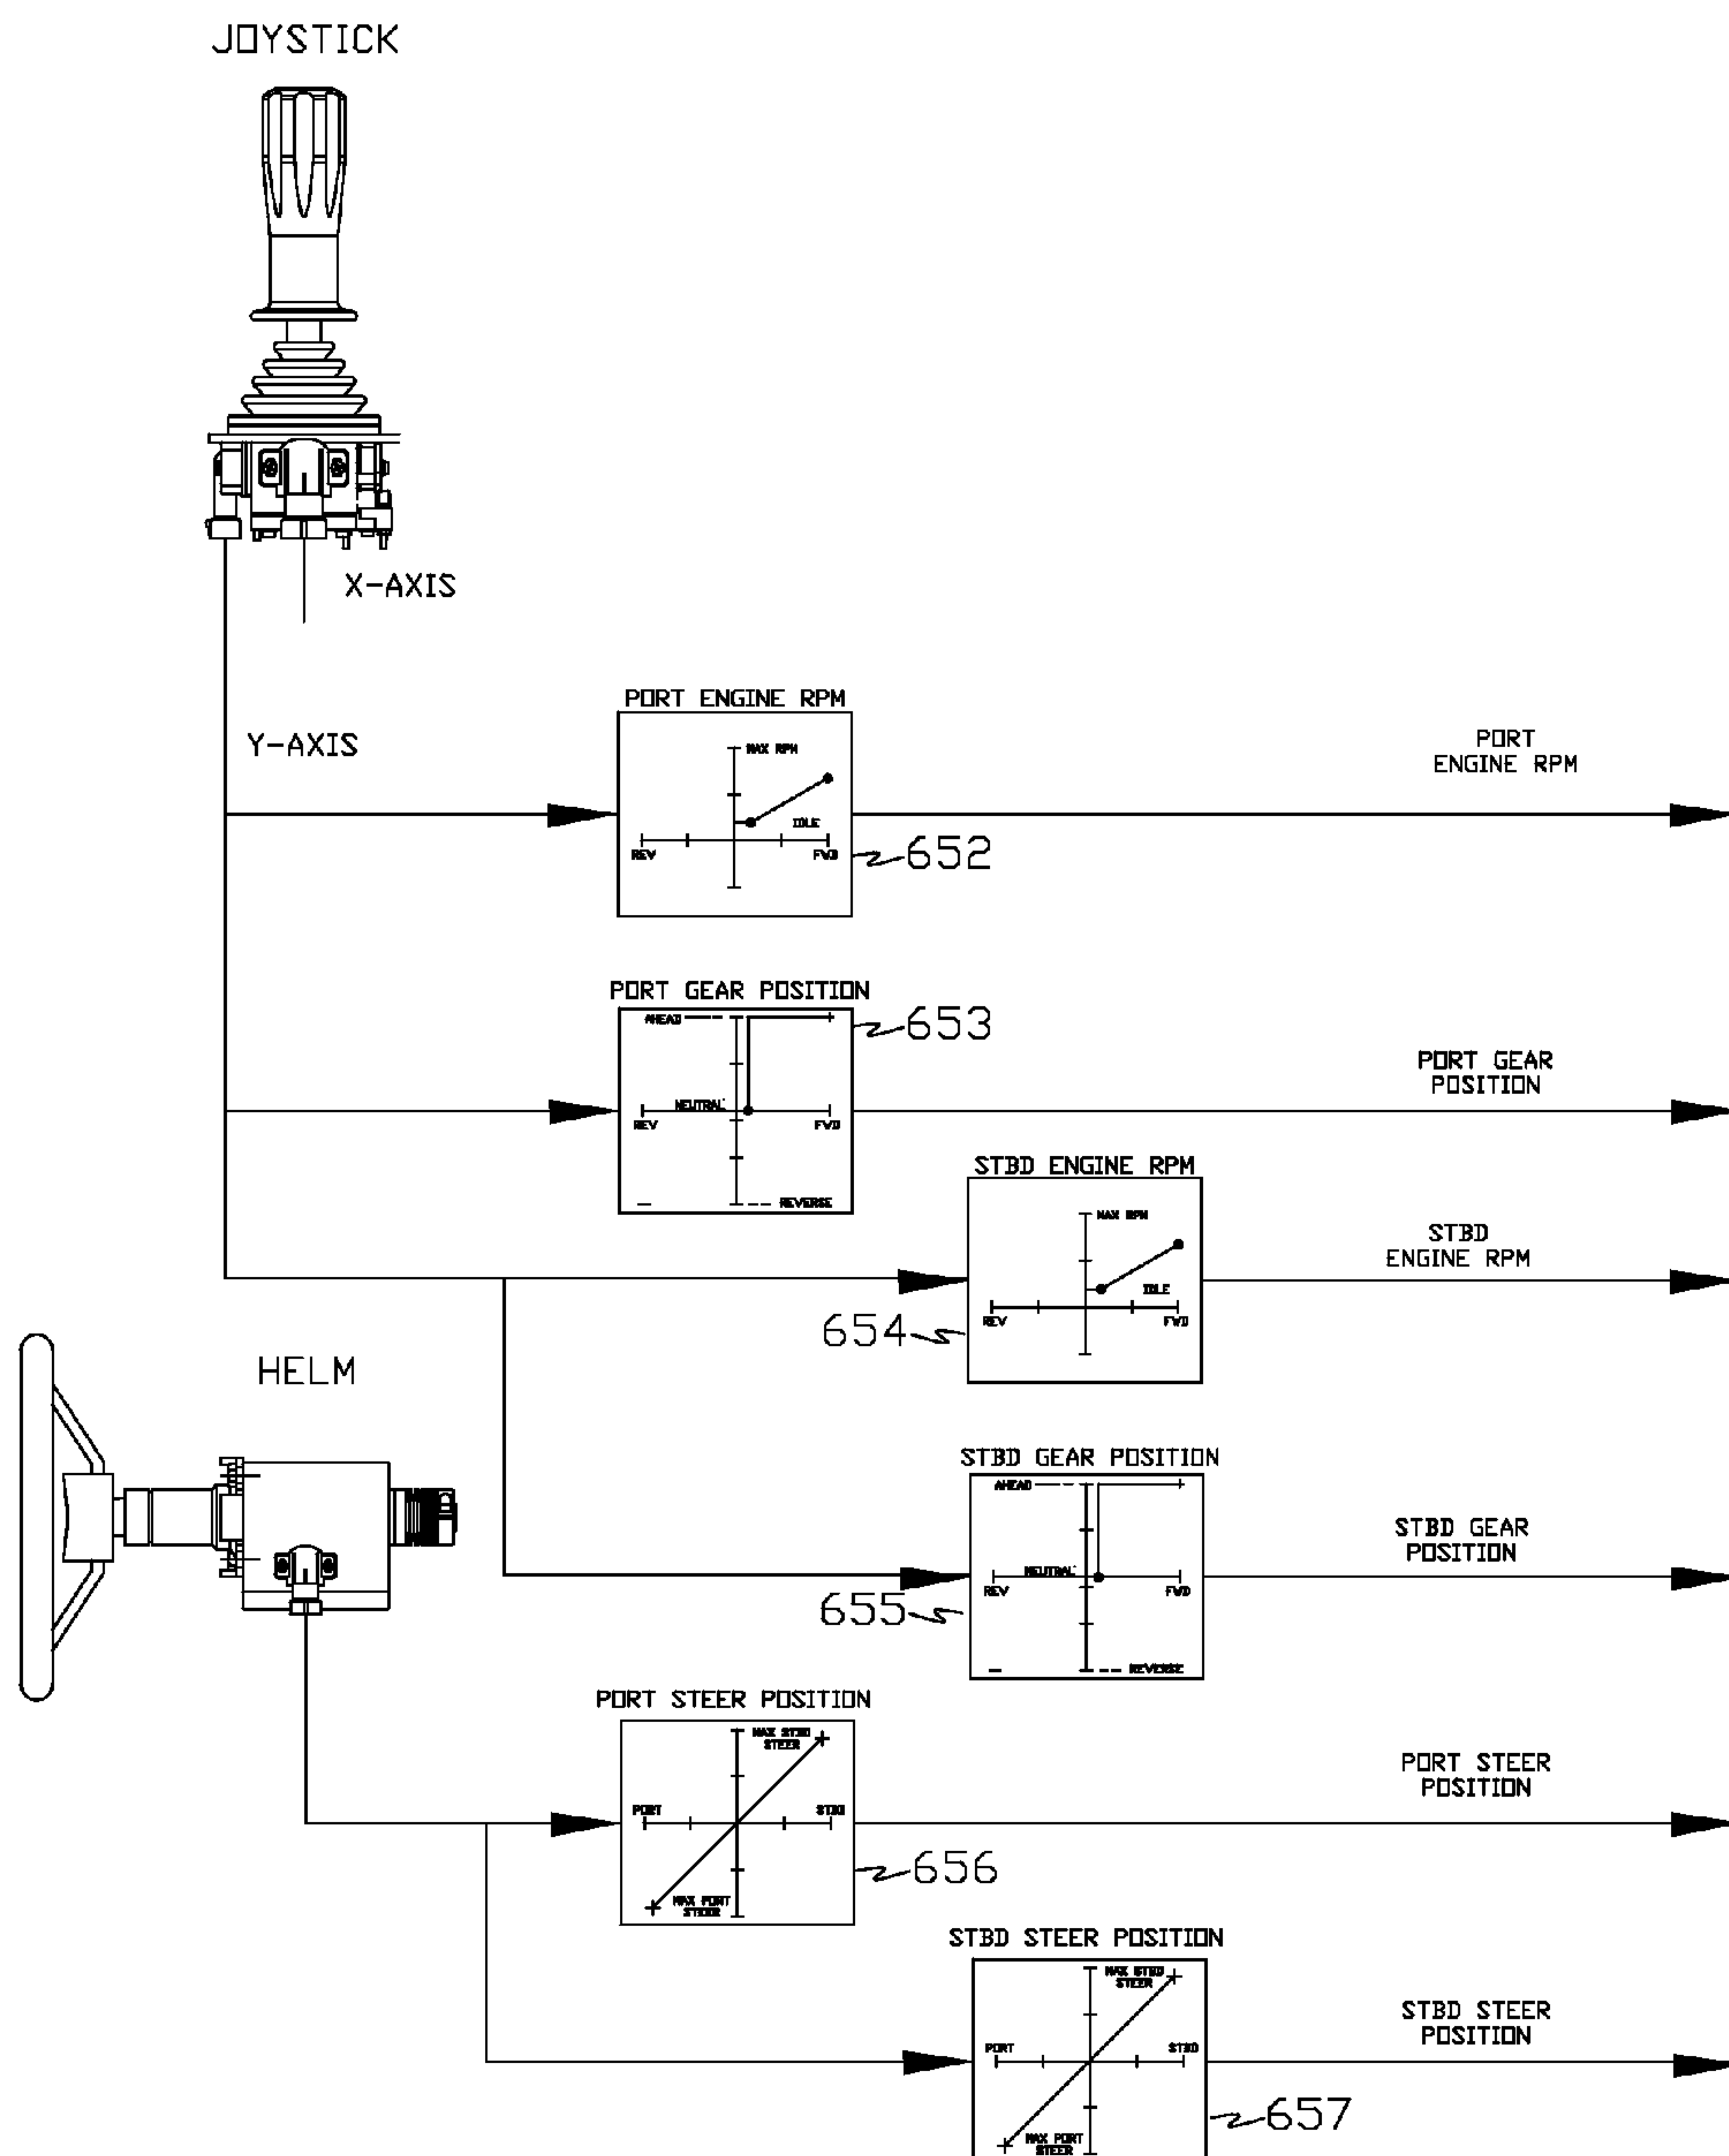 JOYSTICK
X-AXIS
Y-AXIS
PORT ENGINE RPM
MAX RPM
IDLE
REV
FWD
652
PORT
ENGINE RPM
PORT GEAR POSITION
AHEAD
NEUTRAL
REV
FWD
REVERSE
653
PORT GEAR
POSITION
STBD ENGINE RPM
MAX RPM
IDLE
REV
FWD
654
STBD
ENGINE RPM
HELM
STBD GEAR POSITION
AHEAD
NEUTRAL
REV
FWD
REVERSE
655
STBD GEAR
POSITION
PORT STEER POSITION
MAX STBD
STEER
PORT
STBD
MAX PORT
STEER
656
PORT STEER
POSITION
STBD STEER POSITION
MAX STBD
STEER
PORT
STBD
MAX PORT
STEER
657
STBD STEER
POSITION